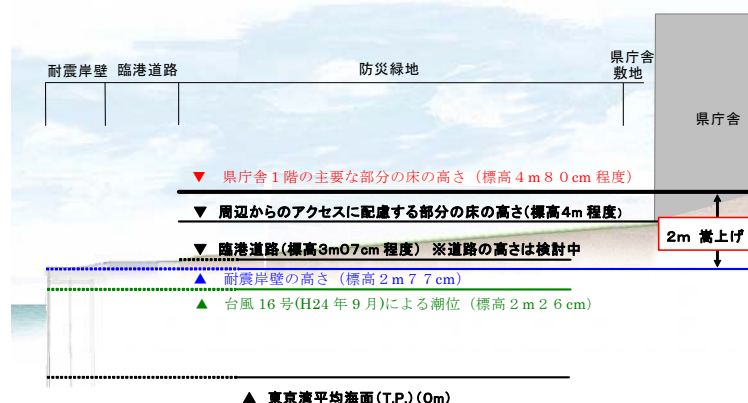 耐震岸壁 臨港道路 防災緑地 県庁舎
敷地
県庁舎
▼ 県庁舎1階の主要な部分の床の高さ（標高4m80cm程度）
▼ 周辺からのアクセスに配慮する部分の床の高さ(標高4m程度)
2m 嵩上げ
▼ 臨港道路(標高3m07cm程度) ※道路の高さは検討中
▲ 耐震岸壁の高さ（標高2m77cm）
▲ 台風16号(H24年9月)による潮位（標高2m26cm）
▲ 東京湾平均海面(T.P.)(0m)